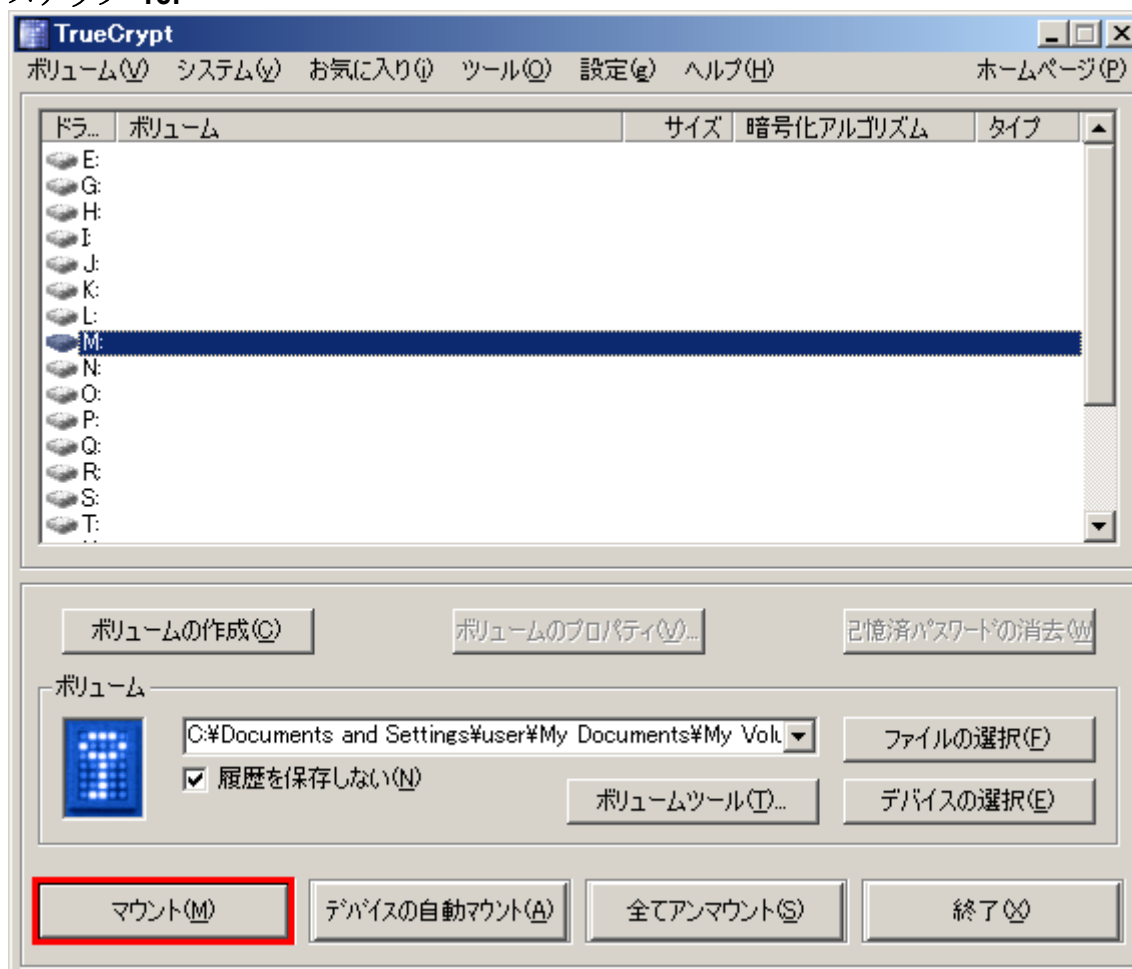 ステップ 16:
TrueCrypt
ボリューム(V) システム(y) お気に入り(i) ツール(O) 設定(g) ヘルプ(H) ホームページ(P)
ドラ... ボリューム サイズ 暗号化アルゴリズム タイプ
E:
G:
H:
I:
J:
K:
L:
M:
N:
O:
P:
Q:
R:
S:
T:
ボリュームの作成(C) ボリュームのプロパティ(V)... 記憶済パスワードの消去(W
ボリューム
C:¥Documents and Settings¥user¥My Documents¥My Volu
ファイルの選択(F)
履歴を保存しない(N)
ボリュームツール(T)... デバイスの選択(E)
マウント(M) デバイスの自動マウント(A) 全てアンマウント(S) 終了(X)